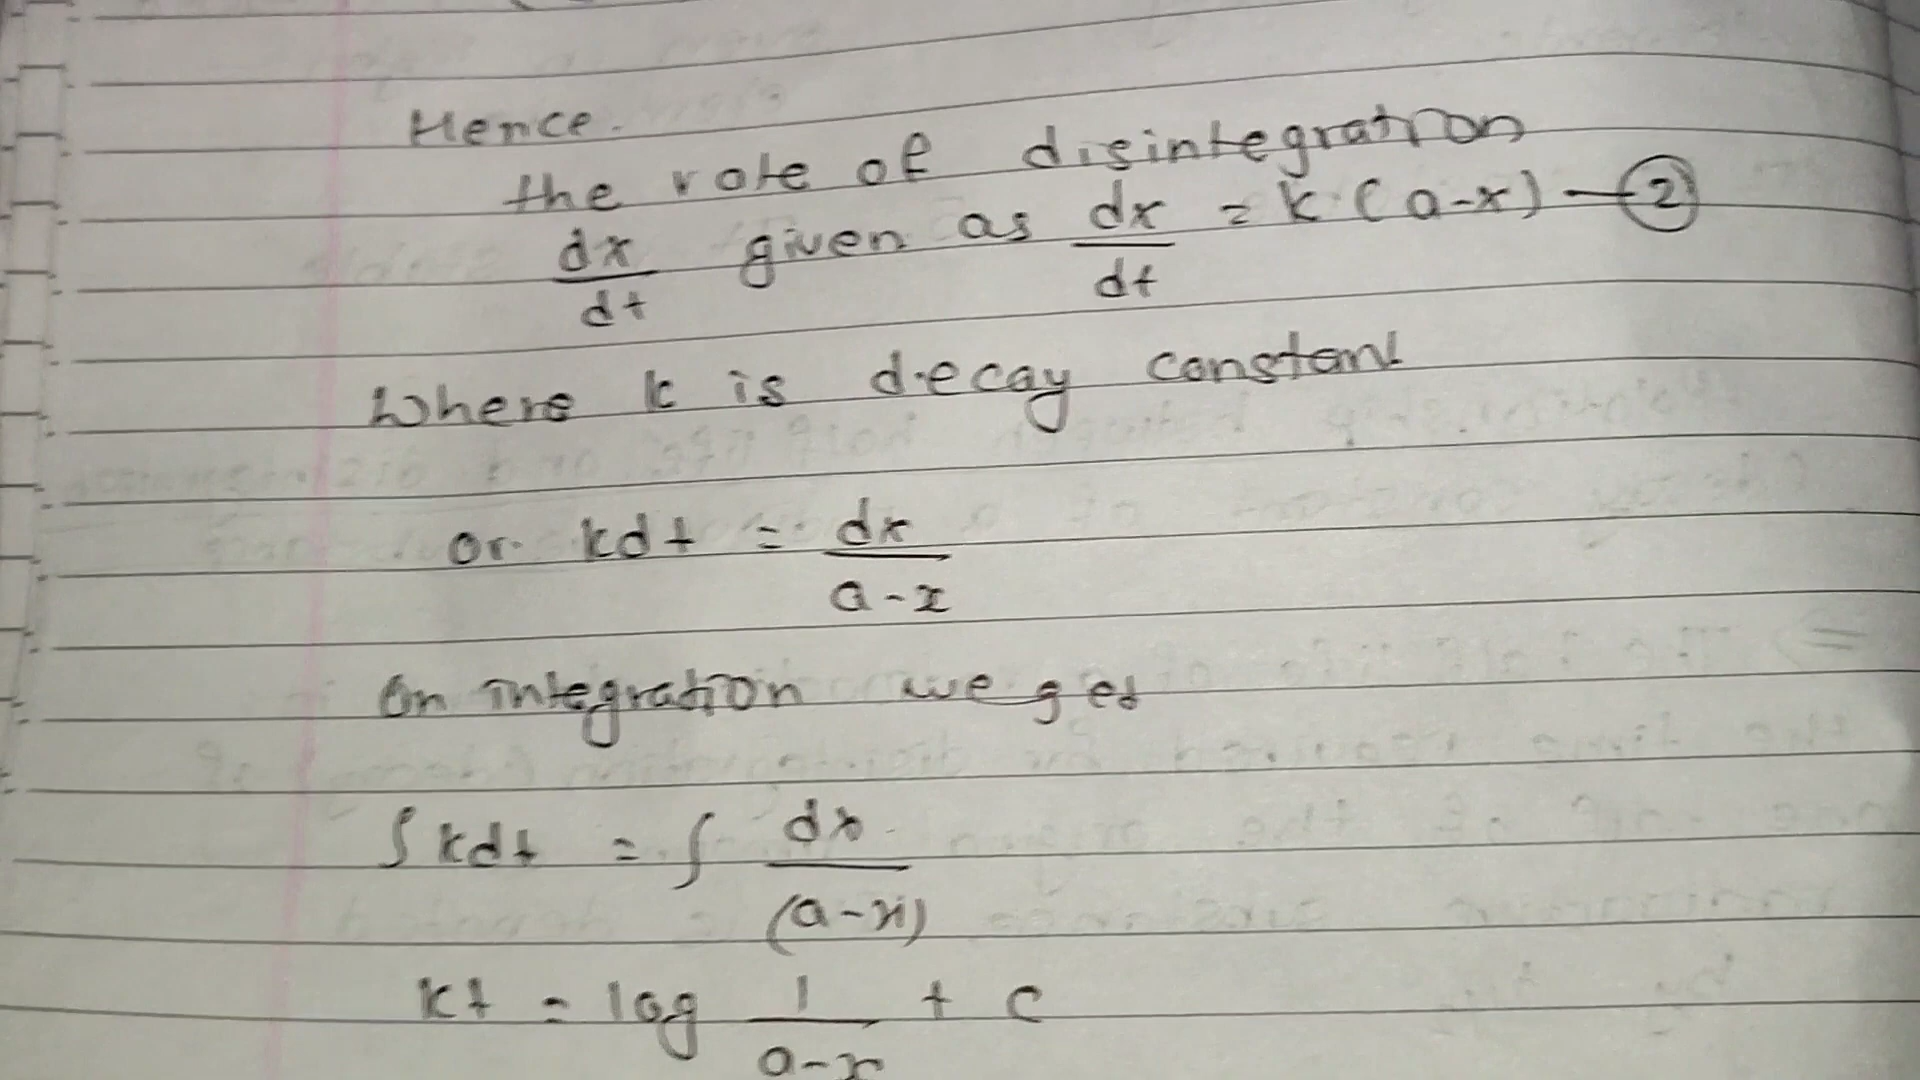 Hence.
the rate of disintegration
dx/dt given as dx/dt = k (a-x) — ②
Where k is decay constant
or kdt = dx/a-x
On integration we get
∫ kdt = ∫ dx/(a-x)
kt = log 1/a-x + c